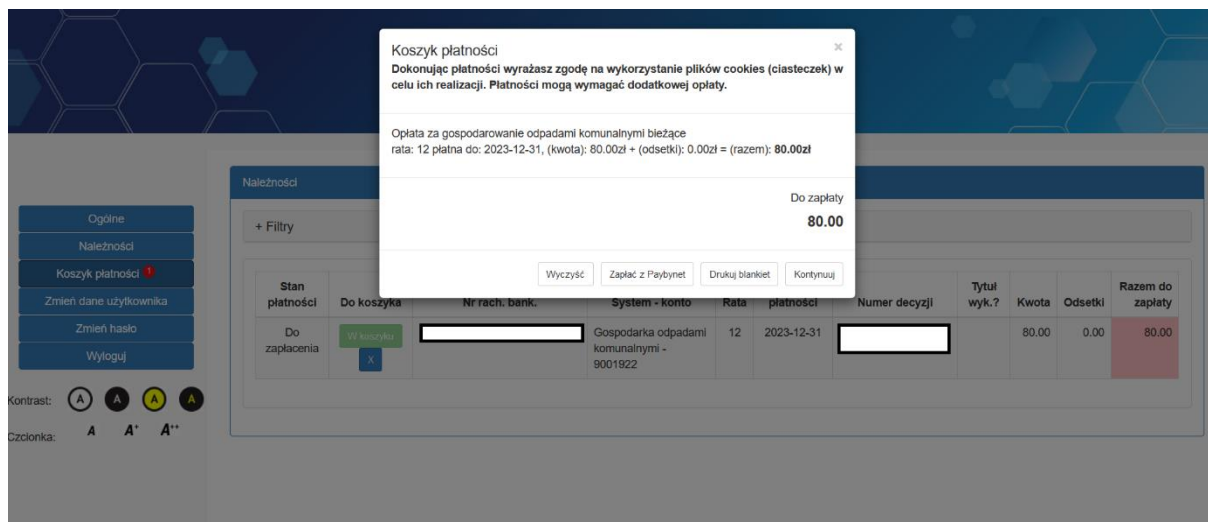 Koszyk płatności
×
Dokonując płatności wyrażasz zgodę na wykorzystanie plików cookies (ciasteczek) w
celu ich realizacji. Płatności mogą wymagać dodatkowej opłaty.
Opłata za gospodarowanie odpadami komunalnymi bieżące
rata: 12 płatna do: 2023-12-31, (kwota): 80.00zł + (odsetki): 0.00zł = (razem): 80.00zł
Do zapłaty
80.00
Wyczyść
Zapłać z Paybynet
Drukuj blankiet
Kontynuuj
Ogólne
Należności
Koszyk płatności 1
Zmień dane użytkownika
Zmień hasło
Wyloguj
Kontrast: A A A A
Czcionka: A A+ A++
Należności
+ Filtry
Stan
płatności
Do koszyka
Nr rach. bank.
System - konto
Rata
płatności
Numer decyzji
Tytuł
wyk.?
Kwota
Odsetki
Razem do
zapłaty
Do
zapłacenia
W koszyku
X
Gospodarka odpadami
komunalnymi -
9001922
12
2023-12-31
80.00
0.00
80.00